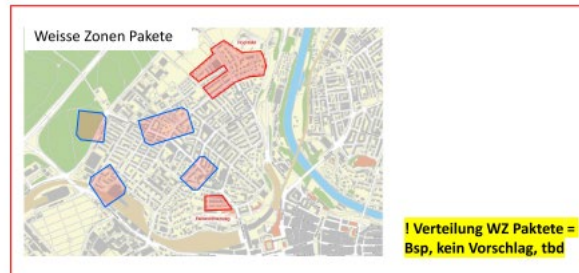 Weisse Zonen Pakete
! Verteilung WZ Paktete =
Bsp, kein Vorschlag, tbd